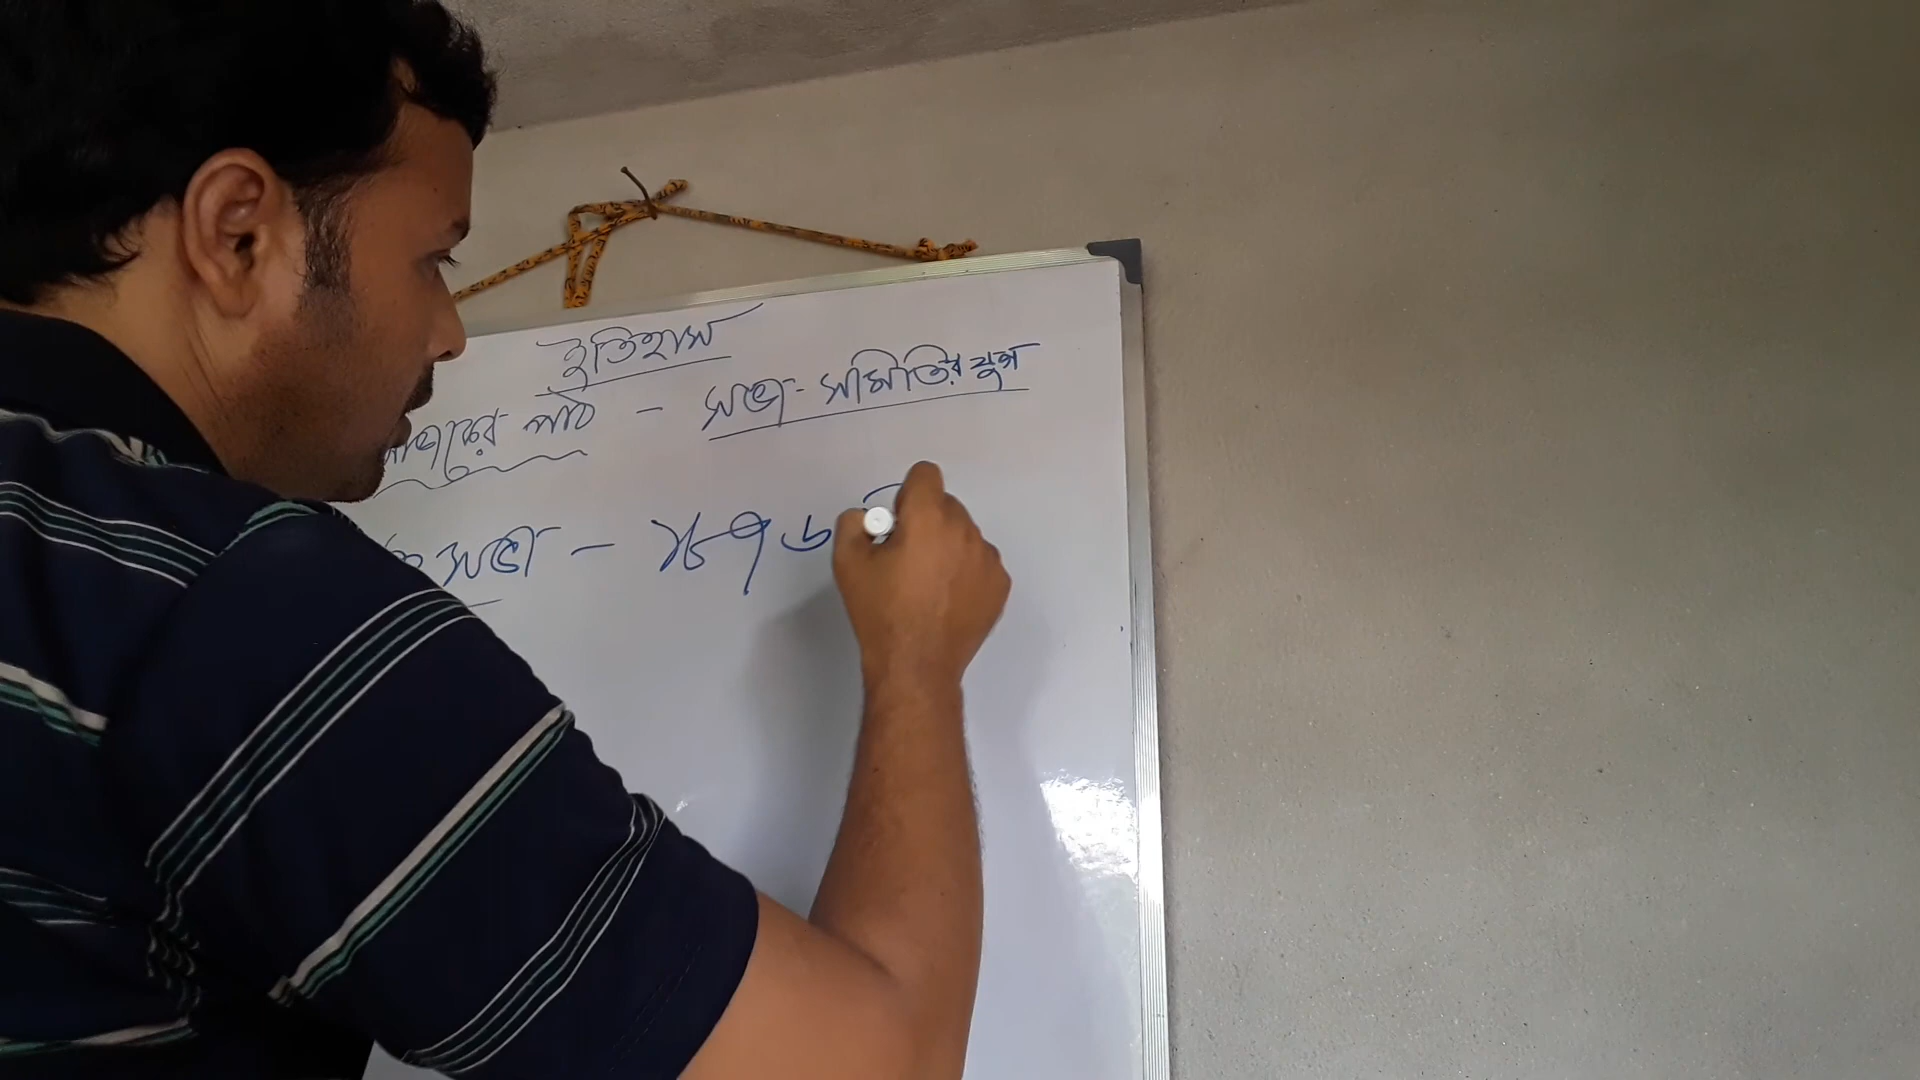 ইতিহাস
পাঠ - সভা-সমিতির যুগ
সভা - ১৮৭৬